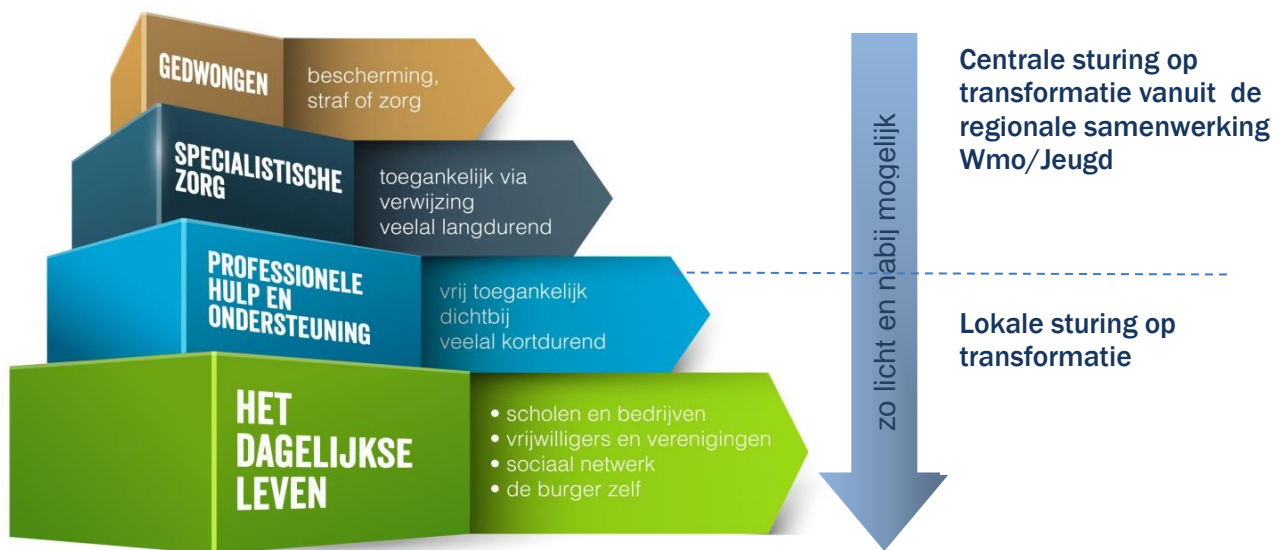 GEDWONGEN
bescherming,
straf of zorg
SPECIALISTISCHE
ZORG
toegankelijk via
verwijzing
veelal langdurend
PROFESSIONELE
HULP EN
ONDERSTEUNING
vrij toegankelijk
dichtbij
veelal kortdurend
HET
DAGELIJKSE
LEVEN
• scholen en bedrijven
• vrijwilligers en verenigingen
• sociaal netwerk
• de burger zelf
zo licht en nabij mogelijk
Centrale sturing op
transformatie vanuit de
regionale samenwerking
Wmo/Jeugd
Lokale sturing op
transformatie